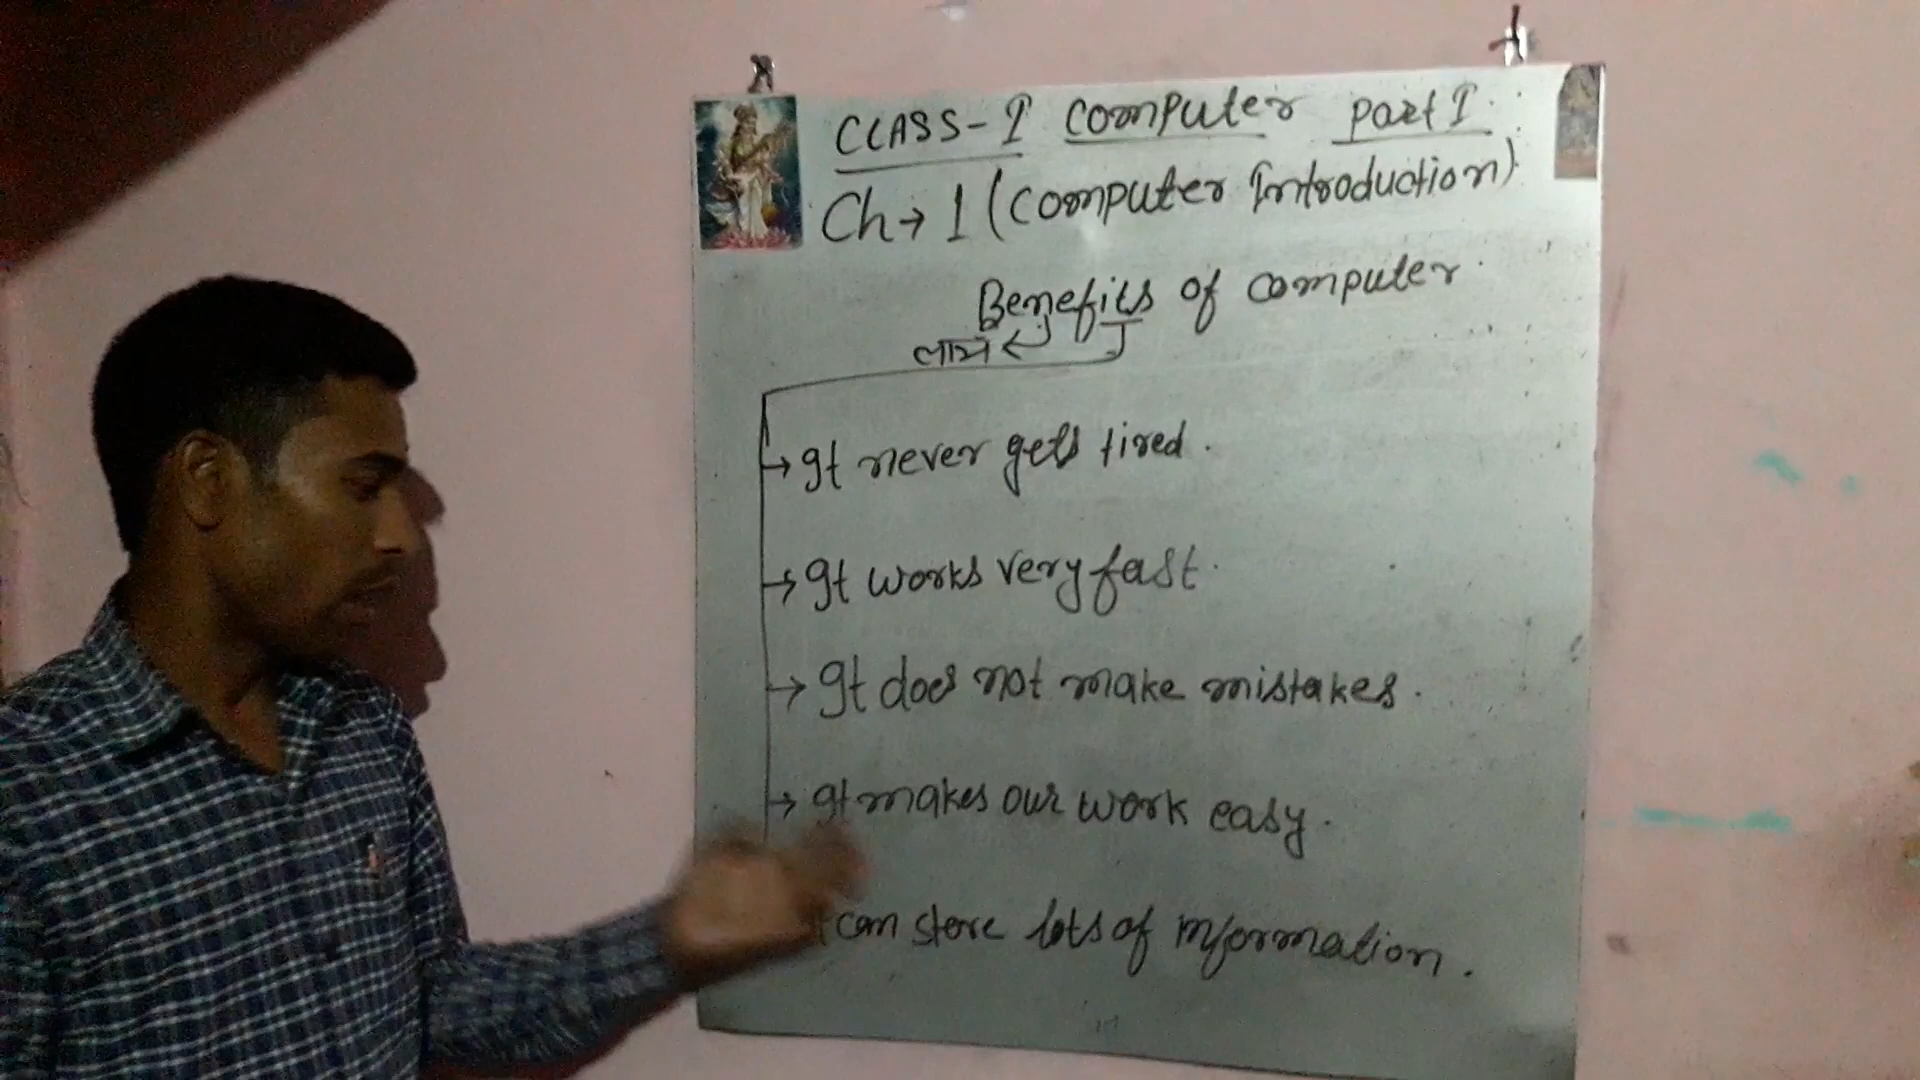 CLASS-I Computer Part I
Ch→1 (Computer Introduction)
Benefits of computer
लाभ ←
→ It never gets tired.
→ It works very fast.
→ It does not make mistakes.
→ It makes our work easy.
can store lots of information.